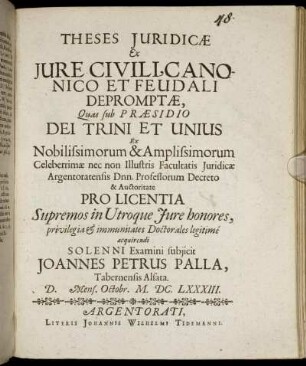 48.
THESES JURIDICÆ
Ex
JURE CIVILI, CANO-
NICO ET FEUDALI
DEPROMPTÆ,
Quas sub PRÆSIDIO
DEI TRINI ET UNIUS
Ex
Nobilissimorum & Amplissimorum
Celeberrimæ nec non Illustris Facultatis Juridicæ
Argentoratensis Dnn. Professorum Decreto
& Auctoritate
PRO LICENTIA
Supremos in Utroque Jure honores,
privilegia & immunitates Doctorales legitimè
acquirendi
SOLENNI Examini subjicit
JOANNES PETRUS PALLA,
Tabernensis Alsata.
D. Mens. Octobr. M. DC. LXXXIII.
ARGENTORATI,
LITERIS JOHANNIS WILHELMI TIDEMANNI.